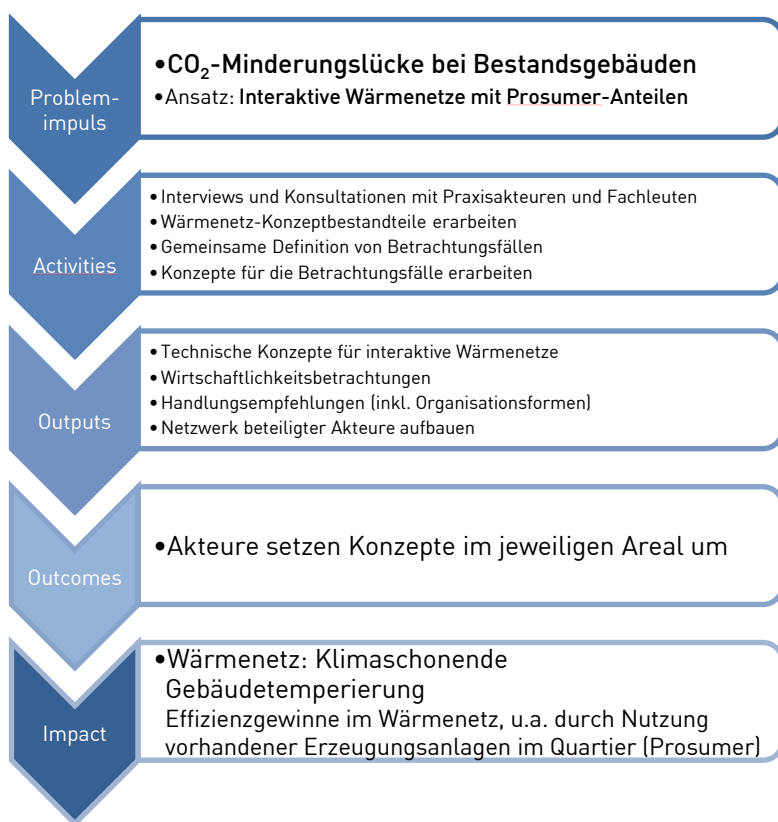 Problem-
impuls
•CO₂-Minderungslücke bei Bestandsgebäuden
•Ansatz: Interaktive Wärmenetze mit Prosumer-Anteilen
Activities
•Interviews und Konsultationen mit Praxisakteuren und Fachleuten
•Wärmenetz-Konzeptbestandteile erarbeiten
•Gemeinsame Definition von Betrachtungsfällen
•Konzepte für die Betrachtungsfälle erarbeiten
Outputs
•Technische Konzepte für interaktive Wärmenetze
•Wirtschaftlichkeitsbetrachtungen
•Handlungsempfehlungen (inkl. Organisationsformen)
•Netzwerk beteiligter Akteure aufbauen
Outcomes
•Akteure setzen Konzepte im jeweiligen Areal um
Impact
•Wärmenetz: Klimaschonende
Gebäudetemperierung
Effizienzgewinne im Wärmenetz, u.a. durch Nutzung
vorhandener Erzeugungsanlagen im Quartier (Prosumer)